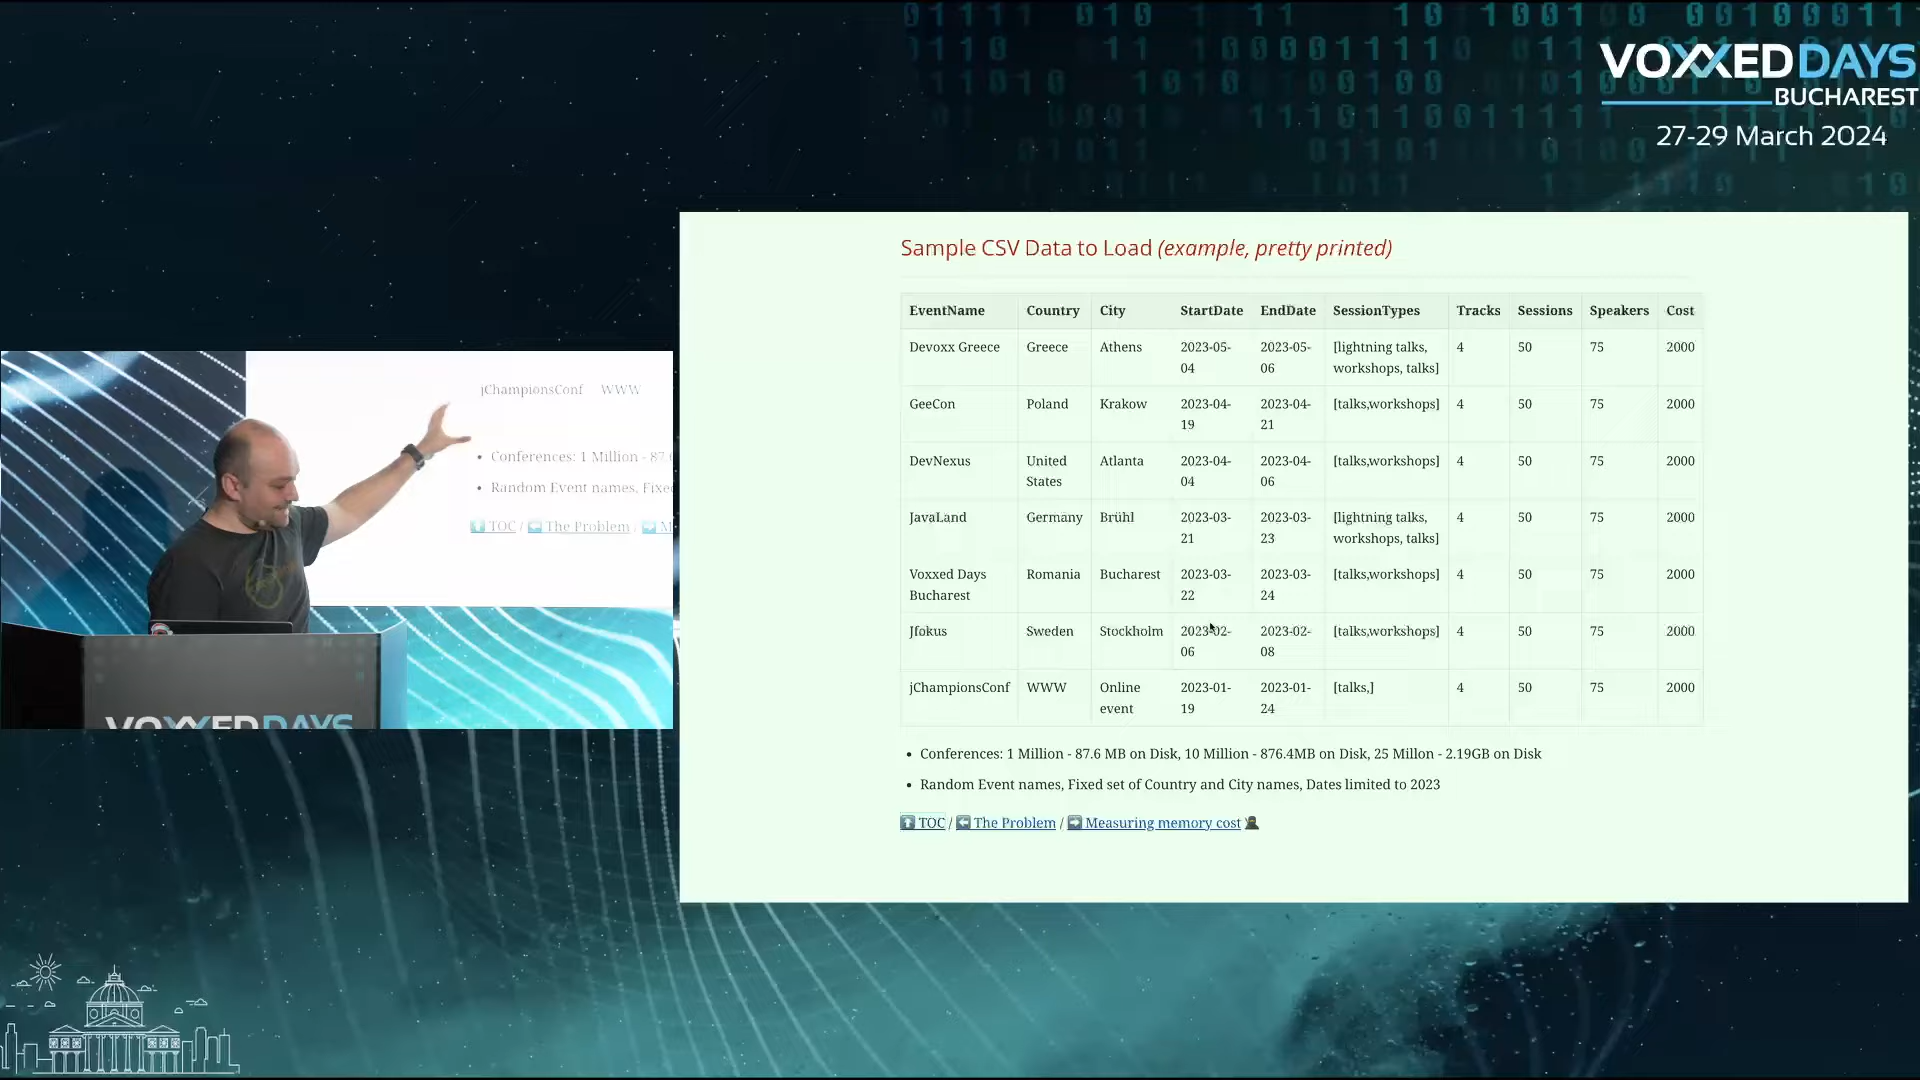 VOXXEDDAYS
BUCHAREST
27-29 March 2024
Sample CSV Data to Load (example, pretty printed)
EventName Country City StartDate EndDate SessionTypes Tracks Sessions Speakers Cost
Devoxx Greece Greece Athens 2023-05-04 2023-05-06 [lightning talks, workshops, talks] 4 50 75 2000
GeeCon Poland Krakow 2023-04-19 2023-04-21 [talks,workshops] 4 50 75 2000
DevNexus United States Atlanta 2023-04-04 2023-04-06 [talks,workshops] 4 50 75 2000
JavaLand Germany Brühl 2023-03-21 2023-03-23 [lightning talks, workshops, talks] 4 50 75 2000
Voxxed Days Bucharest Romania Bucharest 2023-03-22 2023-03-24 [talks,workshops] 4 50 75 2000
Jfokus Sweden Stockholm 2023-02-06 2023-02-08 [talks,workshops] 4 50 75 2000
jChampionsConf WWW Online event 2023-01-19 2023-01-24 [talks,] 4 50 75 2000
• Conferences: 1 Million - 87.6 MB on Disk, 10 Million - 876.4MB on Disk, 25 Millon - 2.19GB on Disk
• Random Event names, Fixed set of Country and City names, Dates limited to 2023
TOC / The Problem / Measuring memory cost
jChampionsConf WWW
• Conferences: 1 Million - 87.
• Random Event names, Fixe
TOC / The Problem / M
VOXXEDDAYS